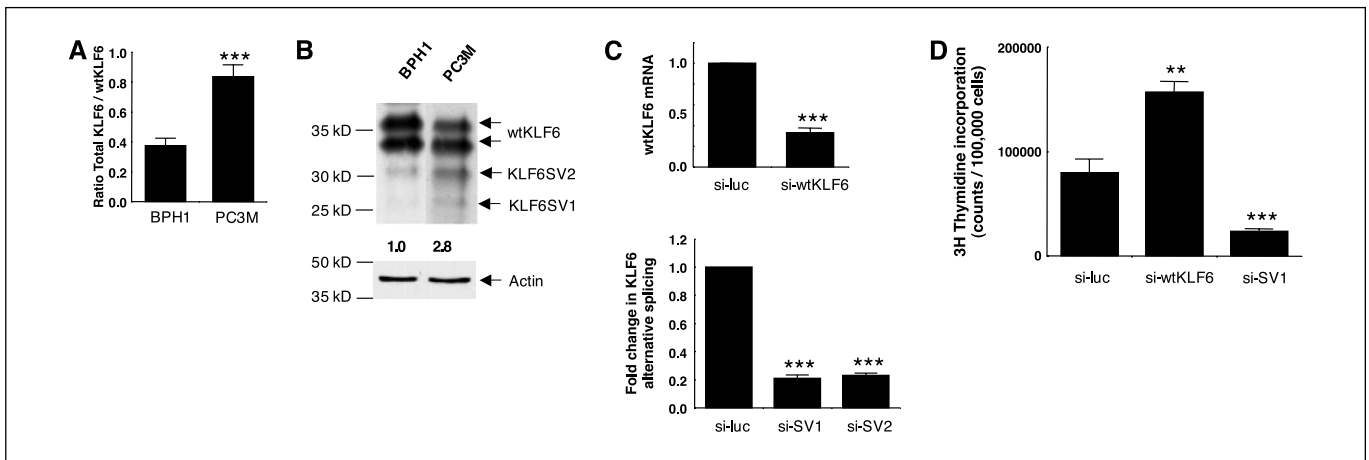 A
Ratio Total KLF6 / wtKLF6
1.0
0.8
0.6
0.4
0.2
0.0
***
BPH1
PC3M
B
BPH1
PC3M
35 kD
30 kD
25 kD
wtKLF6
KLF6SV2
KLF6SV1
1.0
2.8
50 kD
35 kD
Actin
C
wtKLF6 mRNA
1.0
0.5
0.0
***
si-luc
si-wtKLF6
Fold change in KLF6
alternative splicing
1.2
1.0
0.8
0.6
0.4
0.2
0.0
***
***
si-luc
si-SV1
si-SV2
D
3H Thymidine incorporation
(counts / 100,000 cells)
200000
100000
0
**
***
si-luc
si-wtKLF6
si-SV1